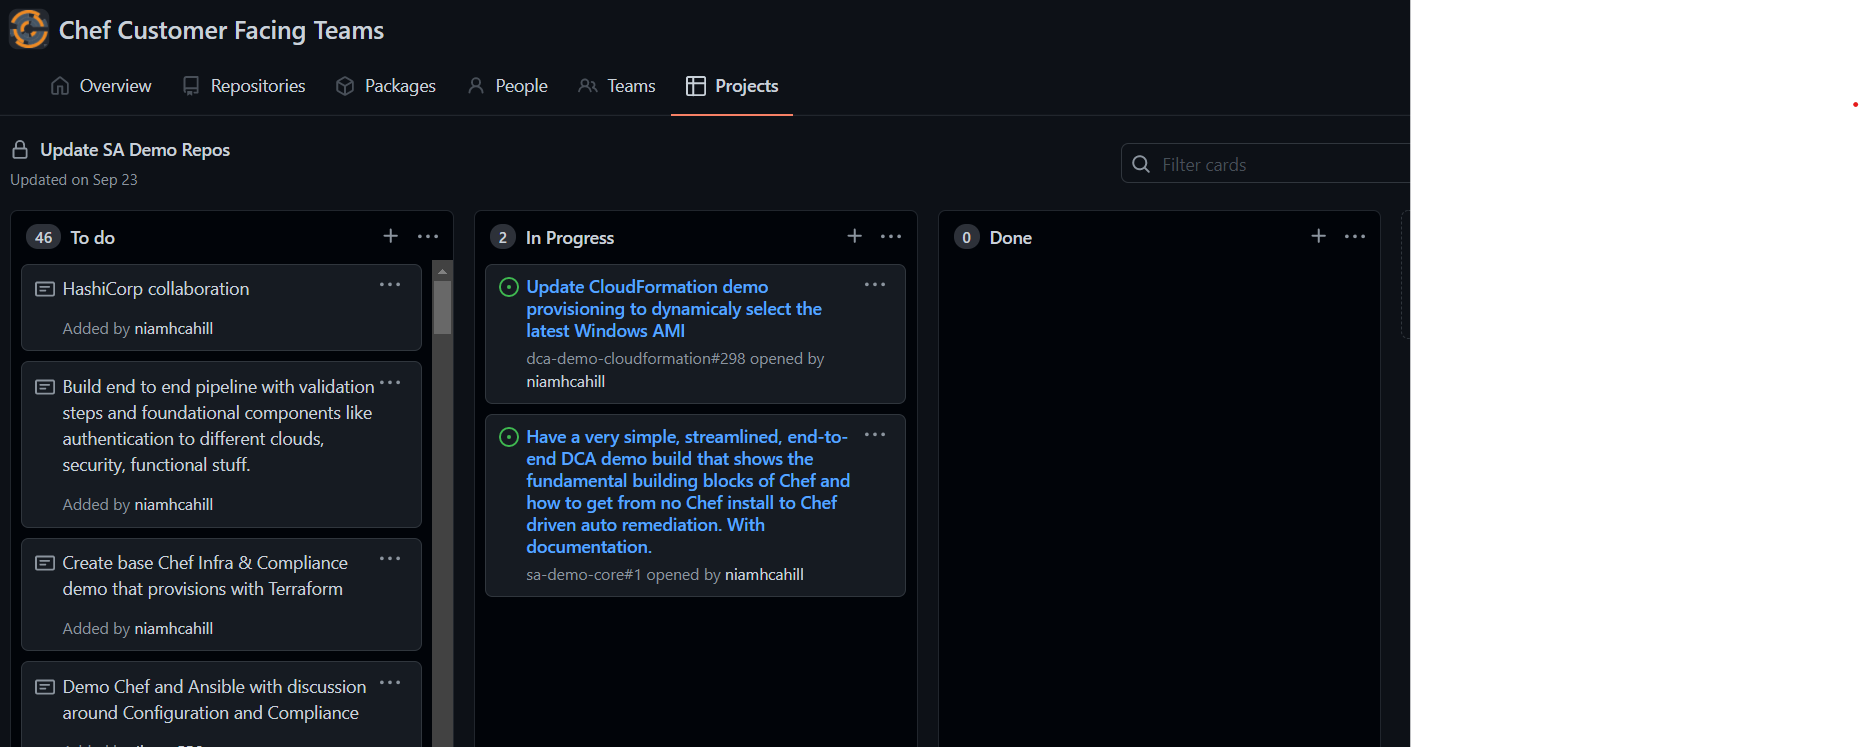 Chef Customer Facing Teams
Overview
Repositories
Packages
People
Teams
Projects
Update SA Demo Repos
Updated on Sep 23
Filter cards
46 To do
HashiCorp collaboration
Added by niamhcahill
Build end to end pipeline with validation
steps and foundational components like
authentication to different clouds,
security, functional stuff.
Added by niamhcahill
Create base Chef Infra & Compliance
demo that provisions with Terraform
Added by niamhcahill
Demo Chef and Ansible with discussion
around Configuration and Compliance
2 In Progress
Update CloudFormation demo
provisioning to dynamicaly select the
latest Windows AMI
dca-demo-cloudformation#298 opened by
niamhcahill
Have a very simple, streamlined, end-to-
end DCA demo build that shows the
fundamental building blocks of Chef and
how to get from no Chef install to Chef
driven auto remediation. With
documentation.
sa-demo-core#1 opened by niamhcahill
0 Done